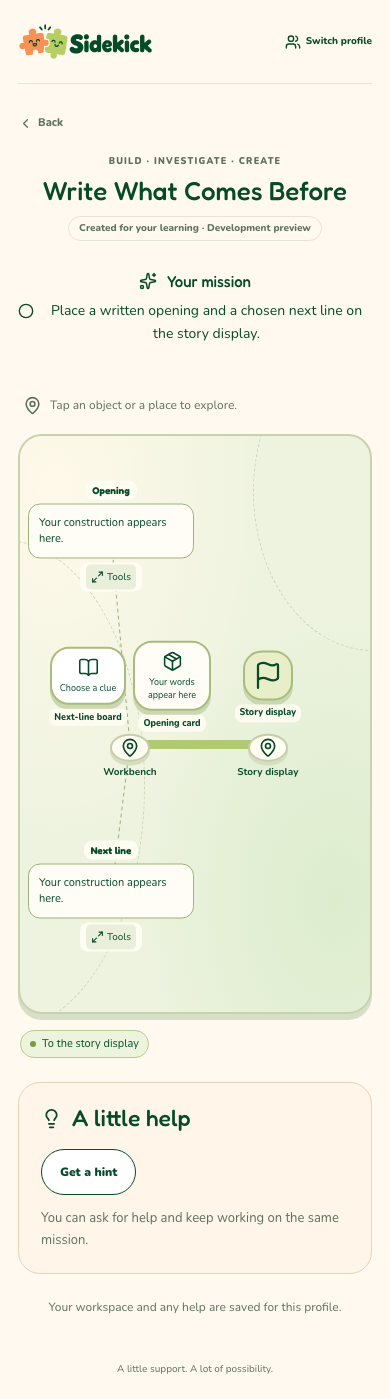 Sidekick
Switch profile
Back
BUILD · INVESTIGATE · CREATE
Write What Comes Before
Created for your learning · Development preview
Your mission
Place a written opening and a chosen next line on
the story display.
Tap an object or a place to explore.
Opening
Your construction appears
here.
Tools
Choose a clue
Next-line board
Your words
appear here
Opening card
Story display
Workbench
Story display
Next line
Your construction appears
here.
Tools
To the story display
A little help
Get a hint
You can ask for help and keep working on the same
mission.
Your workspace and any help are saved for this profile.
A little support. A lot of possibility.